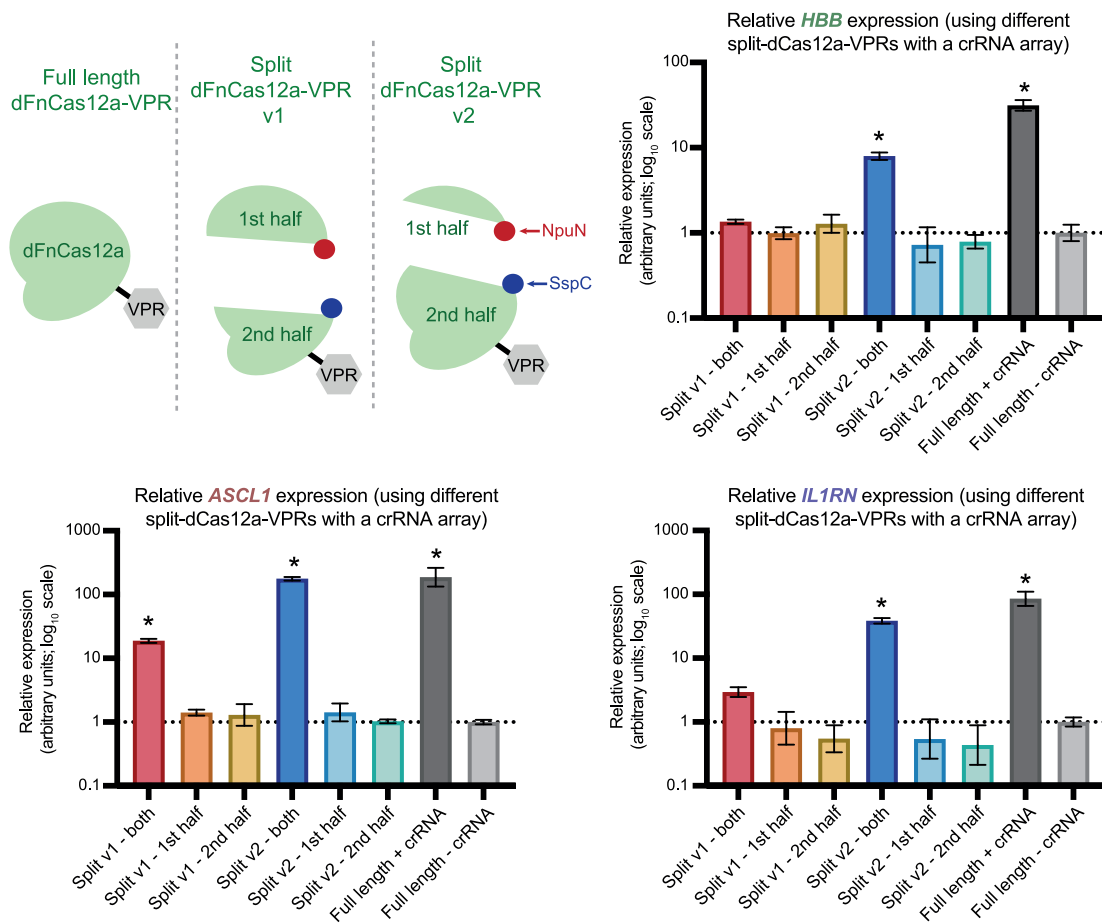 Full length
dFnCas12a-VPR
Split
dFnCas12a-VPR
v1
Split
dFnCas12a-VPR
v2
dFnCas12a
VPR
1st half
2nd half
VPR
1st half
NpuN
SspC
2nd half
VPR
Relative HBB expression (using different
split-dCas12a-VPRs with a crRNA array)
Relative expression
(arbitrary units; log10 scale)
100
10
1
0.1
*
*
Split v1 - both
Split v1 - 1st half
Split v1 - 2nd half
Split v2 - both
Split v2 - 1st half
Split v2 - 2nd half
Full length + crRNA
Full length - crRNA
Relative ASCL1 expression (using different
split-dCas12a-VPRs with a crRNA array)
Relative expression
(arbitrary units; log10 scale)
1000
100
10
1
0.1
*
*
*
Split v1 - both
Split v1 - 1st half
Split v1 - 2nd half
Split v2 - both
Split v2 - 1st half
Split v2 - 2nd half
Full length + crRNA
Full length - crRNA
Relative IL1RN expression (using different
split-dCas12a-VPRs with a crRNA array)
Relative expression
(arbitrary units; log10 scale)
1000
100
10
1
0.1
*
*
Split v1 - both
Split v1 - 1st half
Split v1 - 2nd half
Split v2 - both
Split v2 - 1st half
Split v2 - 2nd half
Full length + crRNA
Full length - crRNA